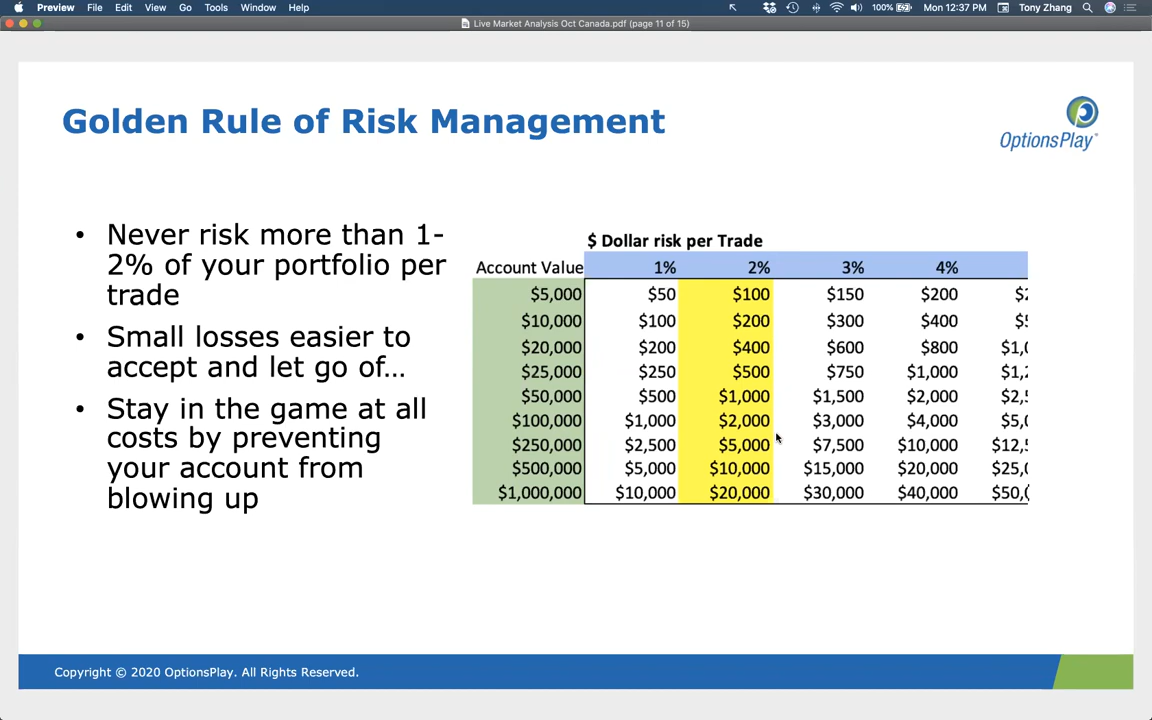 Preview File Edit View Go Tools Window Help 100% Mon 12:37 PM Tony Zhang
Live Market Analysis Oct Canada.pdf (page 11 of 15)
Golden Rule of Risk Management
OptionsPlay
• Never risk more than 1-
2% of your portfolio per
trade
• Small losses easier to
accept and let go of...
• Stay in the game at all
costs by preventing
your account from
blowing up
$ Dollar risk per Trade
Account Value 1% 2% 3% 4%
$5,000 $50 $100 $150 $200
$10,000 $100 $200 $300 $400
$20,000 $200 $400 $600 $800
$25,000 $250 $500 $750 $1,000
$50,000 $500 $1,000 $1,500 $2,000
$100,000 $1,000 $2,000 $3,000 $4,000
$250,000 $2,500 $5,000 $7,500 $10,000
$500,000 $5,000 $10,000 $15,000 $20,000
$1,000,000 $10,000 $20,000 $30,000 $40,000
Copyright © 2020 OptionsPlay. All Rights Reserved.